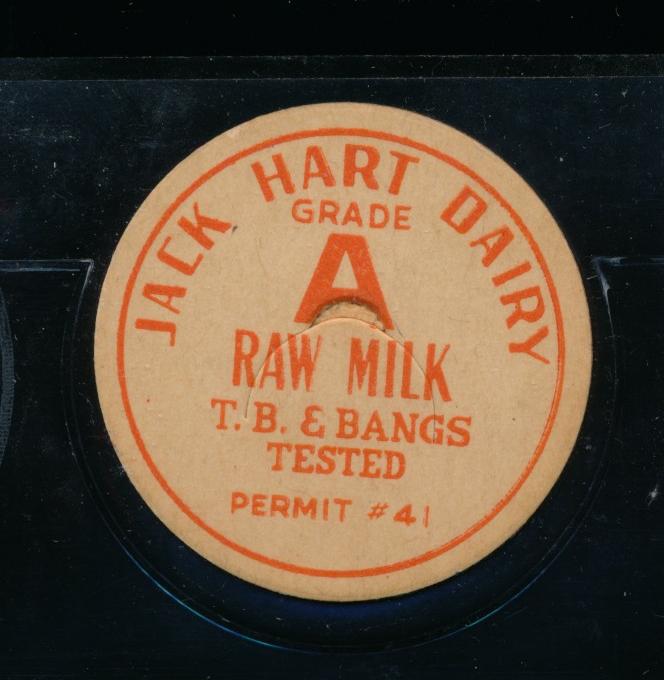 JACK HART DAIRY
GRADE
A
RAW MILK
T. B. & BANGS
TESTED
PERMIT #41